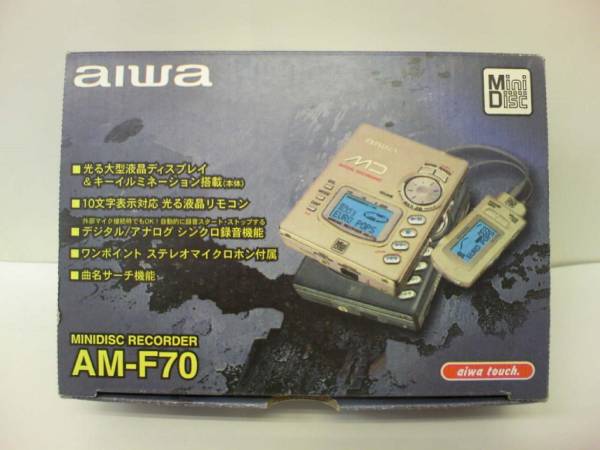 aiwa
Mini
Disc
■光る大型液晶ディスプレイ
&キーイルミネーション搭載(本体)
■10文字表示対応 光る液晶リモコン
外部マイク接続時でもOK!自動的に録音スタート・ストップする
■デジタル/アナログ シンクロ録音機能
■ワンポイント ステレオマイクロホン付属
■曲名サーチ機能
aiwa
MD
BEST
EURO POPS
MINIDISC RECORDER
AM-F70
aiwa touch.